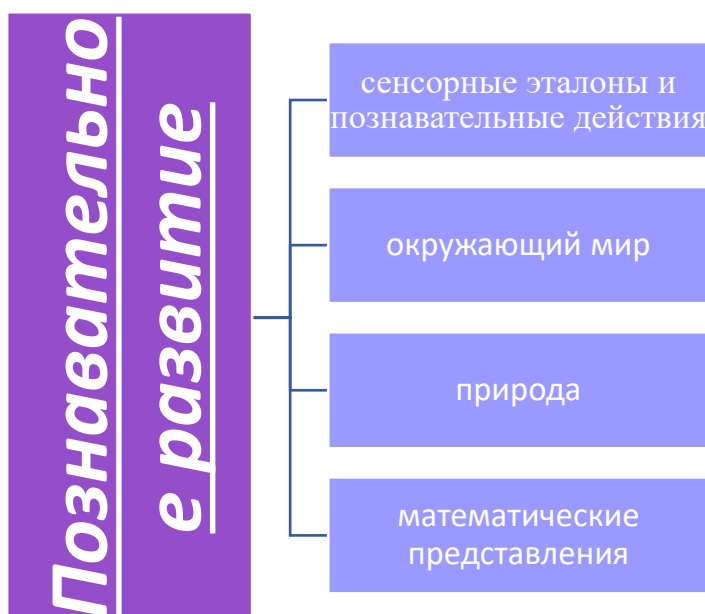 Познавательно
е развитие
сенсорные эталоны и
познавательные действия
окружающий мир
природа
математические
представления